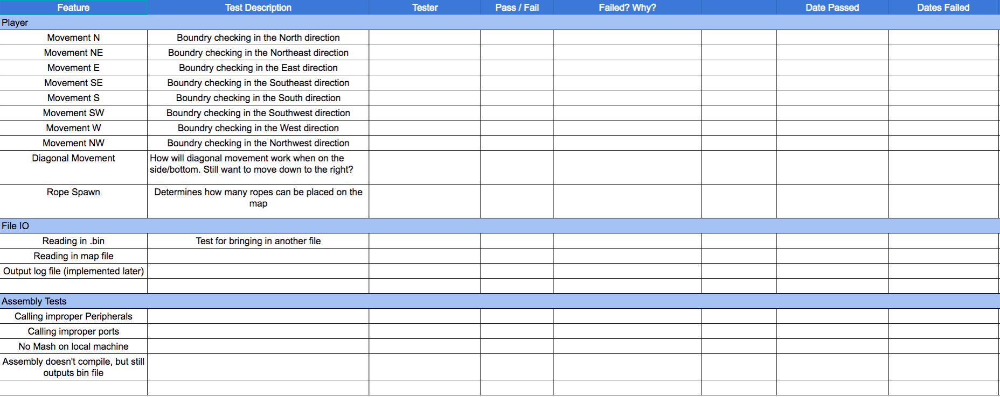 Feature Test Description Tester Pass / Fail Failed? Why? Date Passed Dates Failed
Player
Movement N Boundry checking in the North direction
Movement NE Boundry checking in the Northeast direction
Movement E Boundry checking in the East direction
Movement SE Boundry checking in the Southeast direction
Movement S Boundry checking in the South direction
Movement SW Boundry checking in the Southwest direction
Movement W Boundry checking in the West direction
Movement NW Boundry checking in the Northwest direction
Diagonal Movement How will diagonal movement work when on the
side/bottom. Still want to move down to the right?
Rope Spawn Determines how many ropes can be placed on the
map
File IO
Reading in .bin Test for bringing in another file
Reading in map file
Output log file (implemented later)
Assembly Tests
Calling improper Peripherals
Calling improper ports
No Mash on local machine
Assembly doesn't compile, but still
outputs bin file